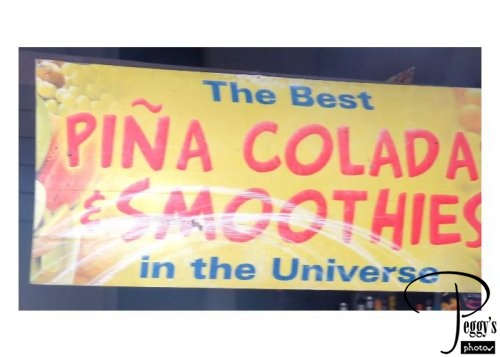 The Best
PIÑA COLADA
& SMOOTHIES
in the Universe
Peggy's
photos